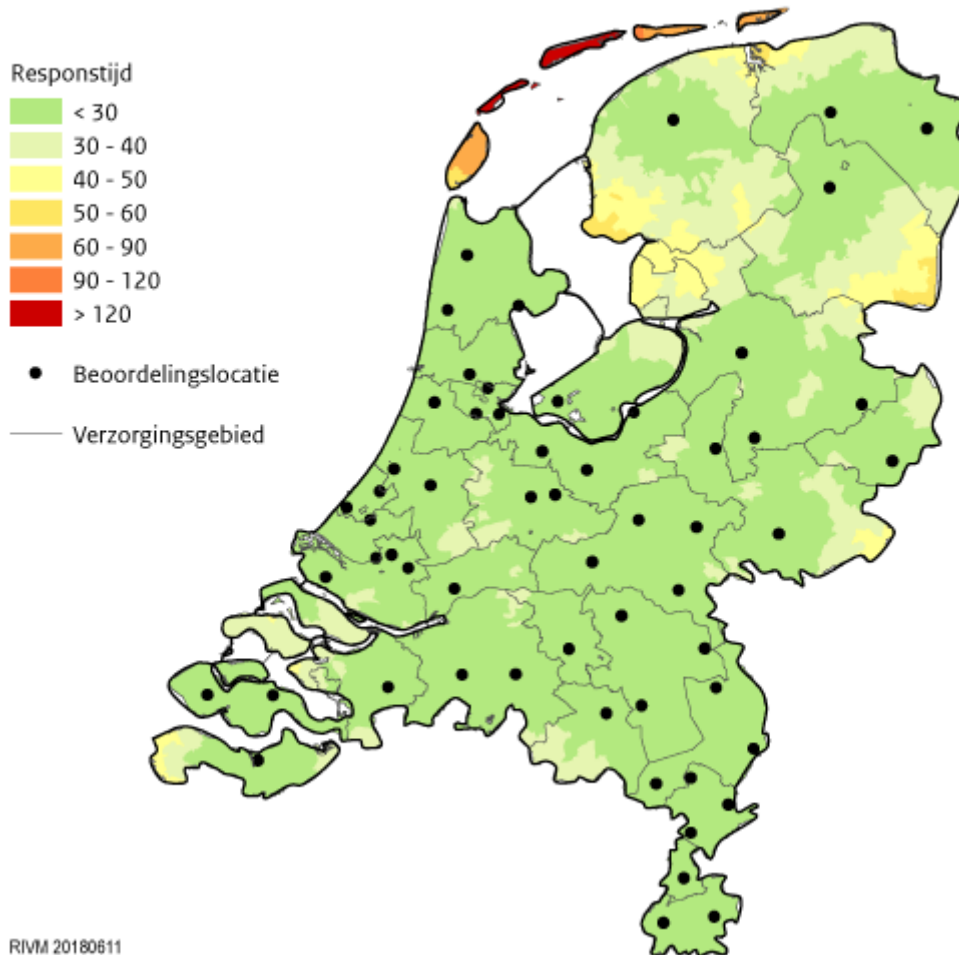 Responstijd
< 30
30 - 40
40 - 50
50 - 60
60 - 90
90 - 120
> 120
Beoordelingslocatie
Verzorgingsgebied
RIVM 20180611